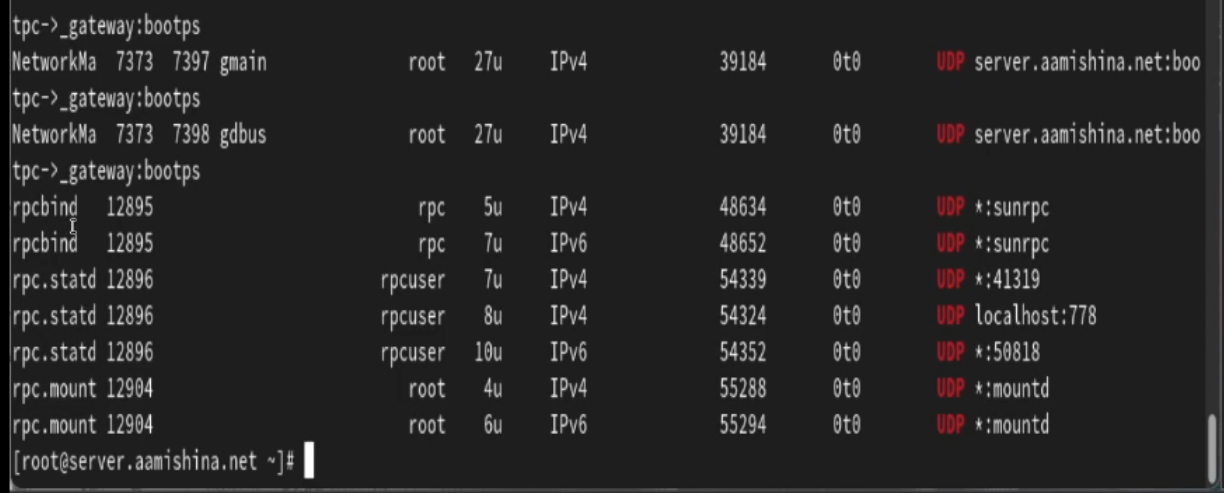 tpc->_gateway:bootps
NetworkMa 7373 7397 gmain root 27u IPv4 39184 0t0 UDP server.aamishina.net:boo
tpc->_gateway:bootps
NetworkMa 7373 7398 gdbus root 27u IPv4 39184 0t0 UDP server.aamishina.net:boo
tpc->_gateway:bootps
rpcbind 12895 rpc 5u IPv4 48634 0t0 UDP *:sunrpc
rpcbind 12895 rpc 7u IPv6 48652 0t0 UDP *:sunrpc
rpc.statd 12896 rpcuser 7u IPv4 54339 0t0 UDP *:41319
rpc.statd 12896 rpcuser 8u IPv4 54324 0t0 UDP localhost:778
rpc.statd 12896 rpcuser 10u IPv6 54352 0t0 UDP *:50818
rpc.mount 12904 root 4u IPv4 55288 0t0 UDP *:mountd
rpc.mount 12904 root 6u IPv6 55294 0t0 UDP *:mountd
[root@server.aamishina.net ~]#